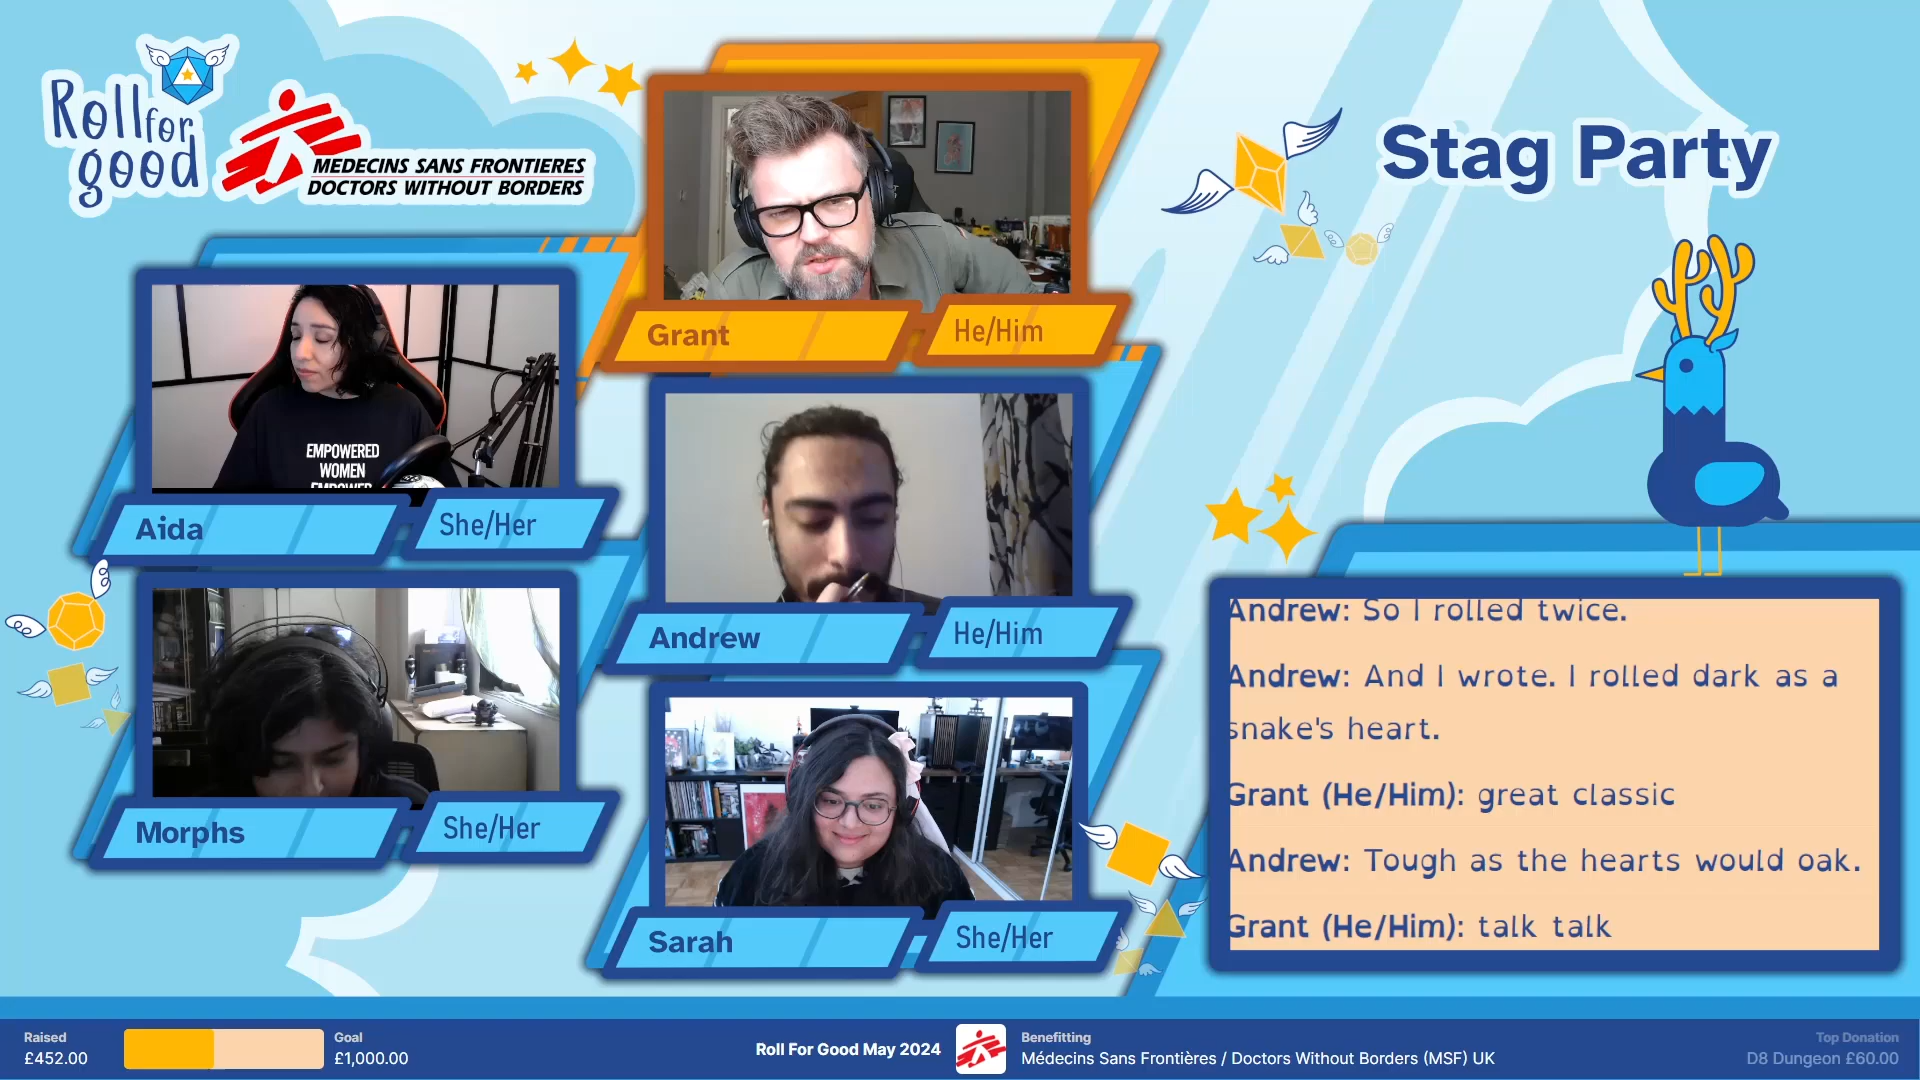 Roll for good
MEDECINS SANS FRONTIERES
DOCTORS WITHOUT BORDERS
Stag Party
Grant
He/Him
EMPOWERED
WOMEN
EMPOWER
Aida
She/Her
Andrew
He/Him
Morphs
She/Her
Sarah
She/Her
Andrew: So I rolled twice.
Andrew: And I wrote. I rolled dark as a
snake's heart.
Grant (He/Him): great classic
Andrew: Tough as the hearts would oak.
Grant (He/Him): talk talk
Raised
£452.00
Goal
£1,000.00
Roll For Good May 2024
Benefitting
Médecins Sans Frontières / Doctors Without Borders (MSF) UK
Top Donation
D8 Dungeon £60.00